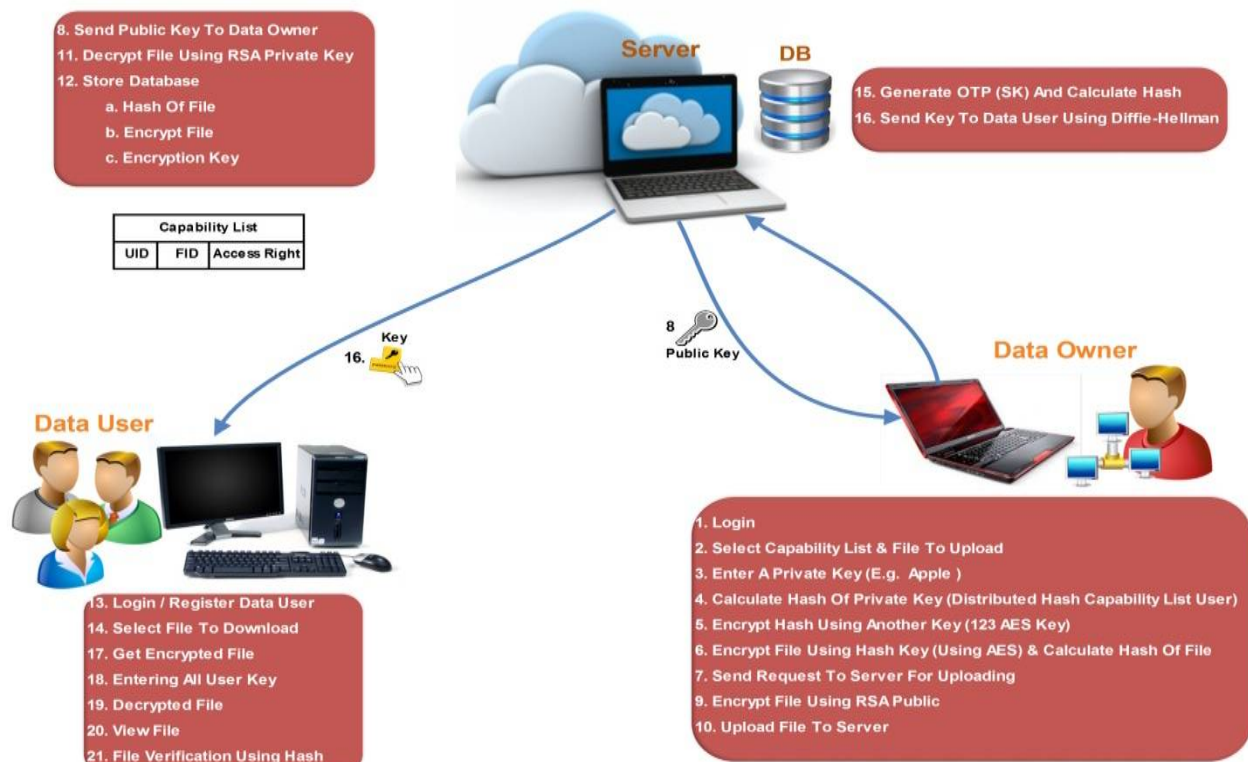 8. Send Public Key To Data Owner
11. Decrypt File Using RSA Private Key
12. Store Database
a. Hash Of File
b. Encrypt File
c. Encryption Key
Server
DB
15. Generate OTP (SK) And Calculate Hash
16. Send Key To Data User Using Diffie-Hellman
Capability List
UID FID Access Right
Key
16.
8
Public Key
Data Owner
Data User
1. Login
2. Select Capability List & File To Upload
3. Enter A Private Key (E.g. Apple )
4. Calculate Hash Of Private Key (Distributed Hash Capability List User)
5. Encrypt Hash Using Another Key (123 AES Key)
6. Encrypt File Using Hash Key (Using AES) & Calculate Hash Of File
7. Send Request To Server For Uploading
9. Encrypt File Using RSA Public
10. Upload File To Server
13. Login / Register Data User
14. Select File To Download
17. Get Encrypted File
18. Entering All User Key
19. Decrypted File
20. View File
21. File Verification Using Hash